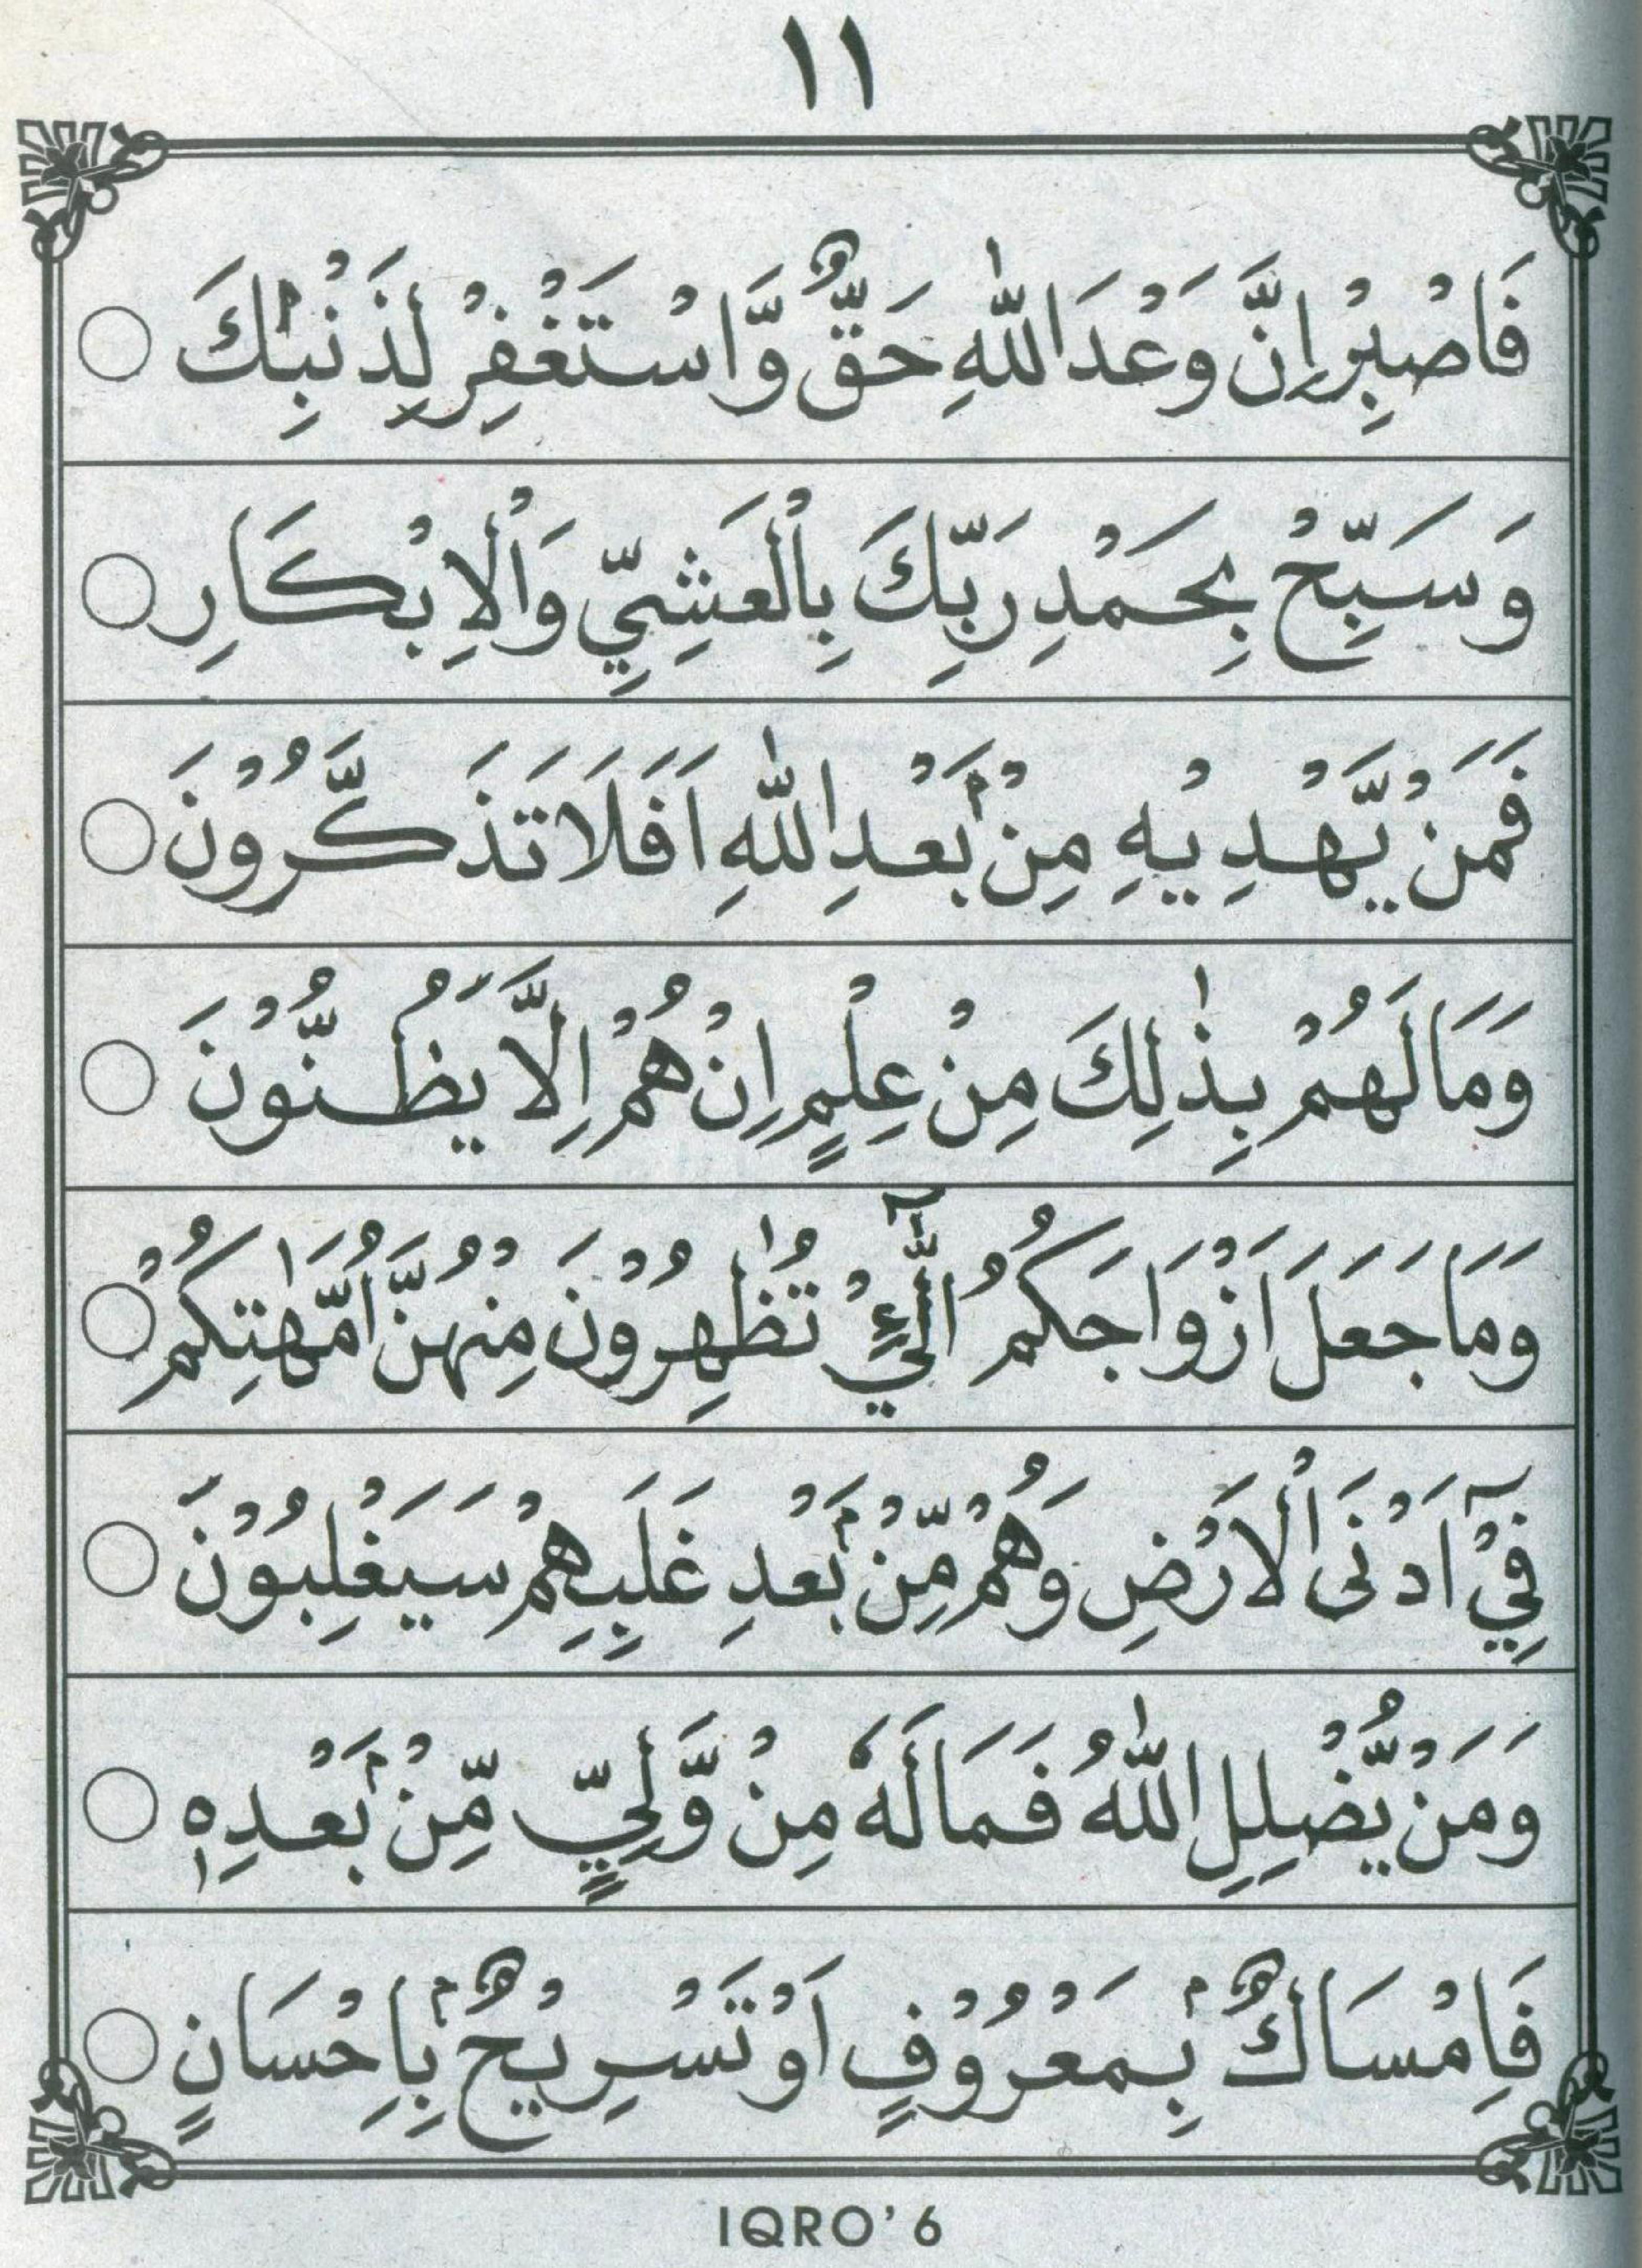 ١١
فَاصْبِرْ اِنَّ وَعْدَ اللّٰهِ حَقٌّ وَّاسْتَغْفِرْ لِذَنْۢبِكَ ○
وَسَبِّحْ بِحَمْدِ رَبِّكَ بِالْعَشِيِّ وَالْاِبْكَارِ ○
فَمَنْ يَّهْدِيْهِ مِنْۢ بَعْدِ اللّٰهِ اَفَلَا تَذَكَّرُوْنَ ○
وَمَا لَهُمْ بِذٰلِكَ مِنْ عِلْمٍ اِنْ هُمْ اِلَّا يَظُنُّوْنَ ○
وَمَا جَعَلَ اَزْوَاجَكُمُ الّٰۤـِٔيْ تُظٰهِرُوْنَ مِنْهُنَّ اُمَّهٰتِكُمْ ○
فِيْٓ اَدْنَى الْاَرْضِ وَهُمْ مِّنْۢ بَعْدِ غَلَبِهِمْ سَيَغْلِبُوْنَ ○
وَمَنْ يُّضْلِلِ اللّٰهُ فَمَا لَهٗ مِنْ وَّلِيٍّ مِّنْۢ بَعْدِهٖ ○
فَاِمْسَاكٌۢ بِمَعْرُوْفٍ اَوْ تَسْرِيْحٌۢ بِاِحْسَانٍ ○
IQRO' 6